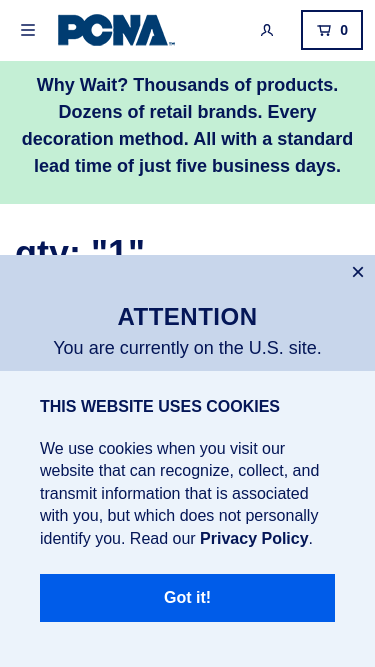 PCNA™
0
Why Wait? Thousands of products.
Dozens of retail brands. Every
decoration method. All with a standard
lead time of just five business days.
qty: "1"
×
ATTENTION
You are currently on the U.S. site.
THIS WEBSITE USES COOKIES
We use cookies when you visit our
website that can recognize, collect, and
transmit information that is associated
with you, but which does not personally
identify you. Read our Privacy Policy.
Got it!